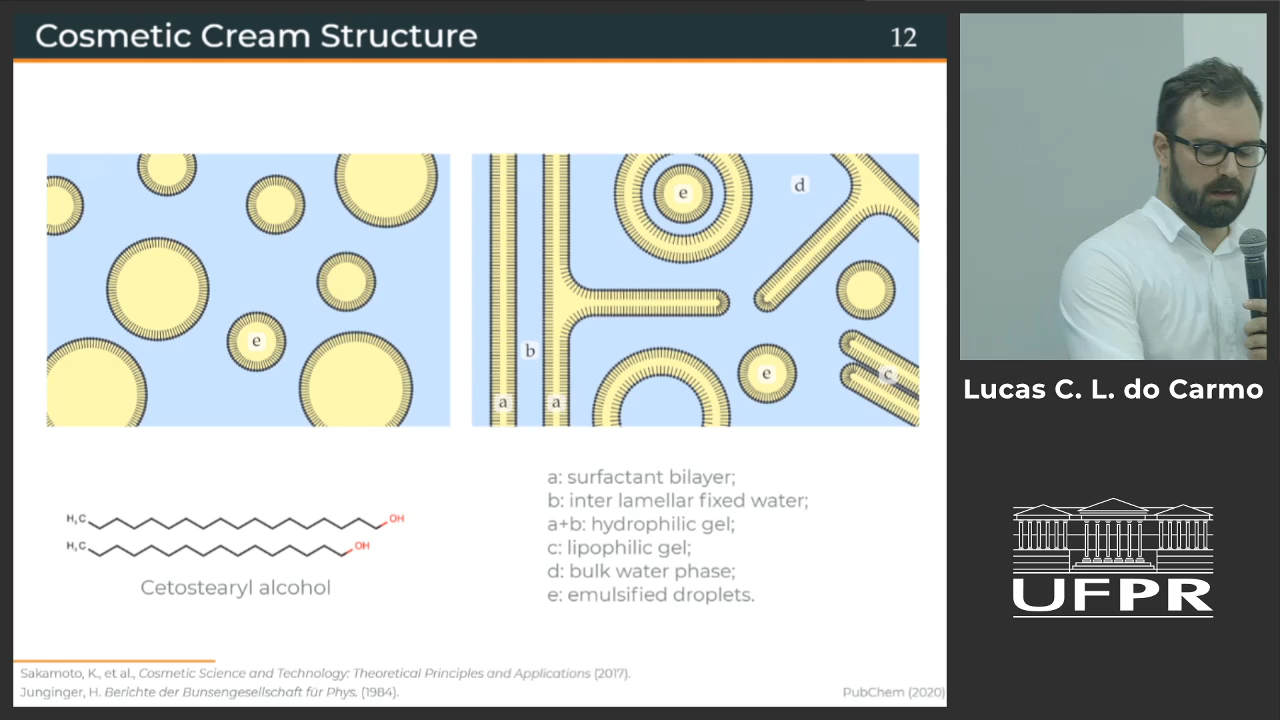 Cosmetic Cream Structure
12
e
e
d
b
a
a
e
c
H₃C
OH
H₃C
OH
Cetostearyl alcohol
a: surfactant bilayer;
b: inter lamellar fixed water;
a+b: hydrophilic gel;
c: lipophilic gel;
d: bulk water phase;
e: emulsified droplets.
Sakamoto, K., et al., Cosmetic Science and Technology: Theoretical Principles and Applications (2017).
Junginger, H. Berichte der Bunsengesellschaft für Phys. (1984).
PubChem (2020)
Lucas C. L. do Carmo
UFPR